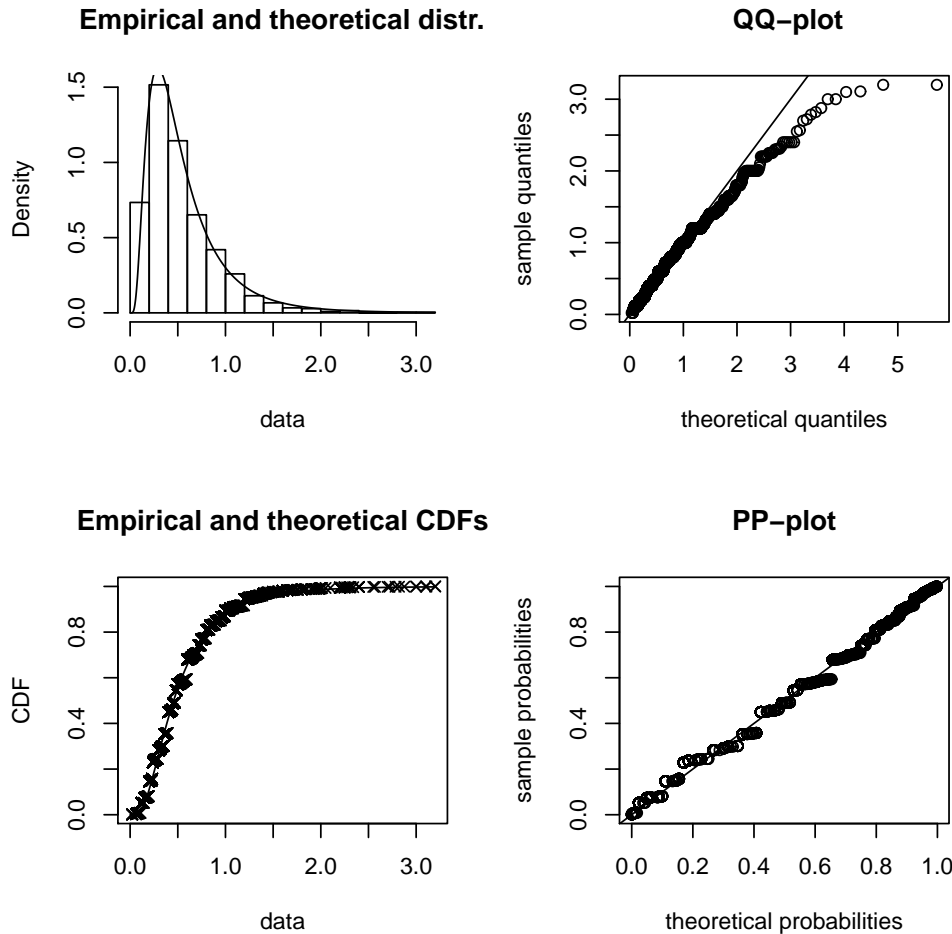 Empirical and theoretical distr.
Density
0.0 0.5 1.0 1.5
0.0 1.0 2.0 3.0
data
QQ−plot
sample quantiles
0.0 1.0 2.0 3.0
0 1 2 3 4 5
theoretical quantiles
Empirical and theoretical CDFs
CDF
0.0 0.4 0.8
0.0 1.0 2.0 3.0
data
PP−plot
sample probabilities
0.0 0.4 0.8
0.0 0.2 0.4 0.6 0.8 1.0
theoretical probabilities